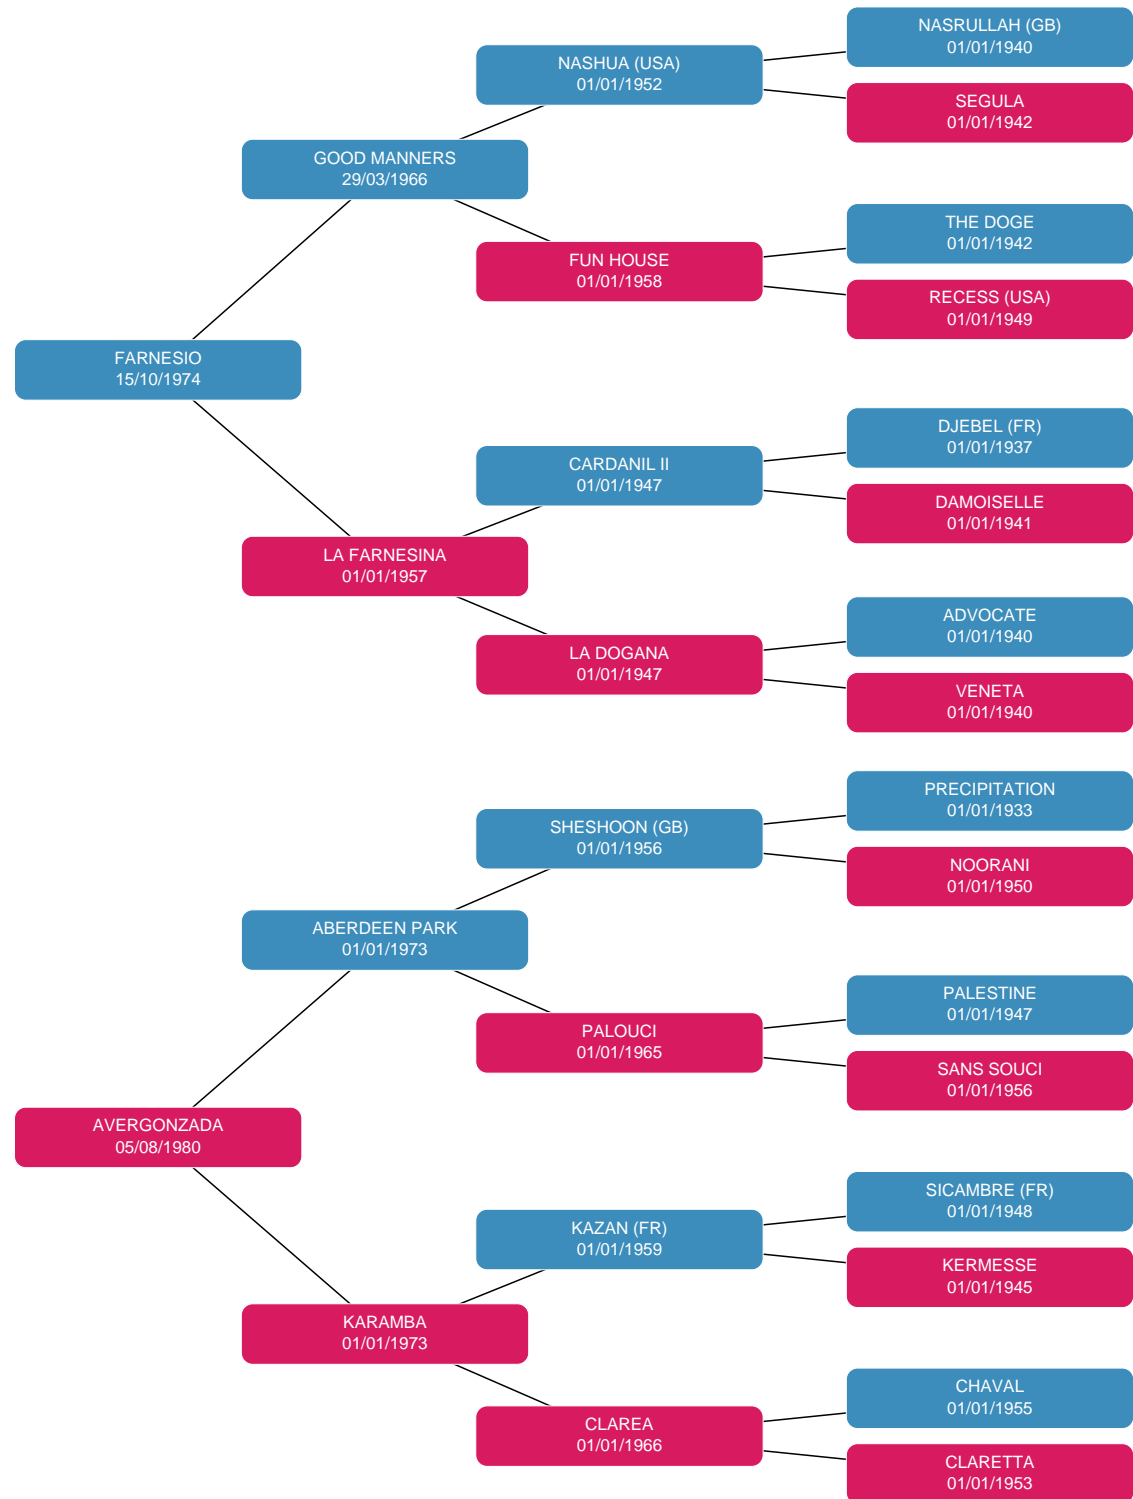 NASRULLAH (GB)
01/01/1940
NASHUA (USA)
01/01/1952
SEGULA
01/01/1942
GOOD MANNERS
29/03/1966
THE DOGE
01/01/1942
FUN HOUSE
01/01/1958
RECESS (USA)
01/01/1949
FARNESIO
15/10/1974
DJEBEL (FR)
01/01/1937
CARDANIL II
01/01/1947
DAMOISELLE
01/01/1941
LA FARNESINA
01/01/1957
ADVOCATE
01/01/1940
LA DOGANA
01/01/1947
VENETA
01/01/1940
PRECIPITATION
01/01/1933
SHESHOON (GB)
01/01/1956
NOORANI
01/01/1950
ABERDEEN PARK
01/01/1973
PALESTINE
01/01/1947
PALOUCI
01/01/1965
SANS SOUCI
01/01/1956
AVERGONZADA
05/08/1980
SICAMBRE (FR)
01/01/1948
KAZAN (FR)
01/01/1959
KERMESSE
01/01/1945
KARAMBA
01/01/1973
CHAVAL
01/01/1955
CLAREA
01/01/1966
CLARETTA
01/01/1953